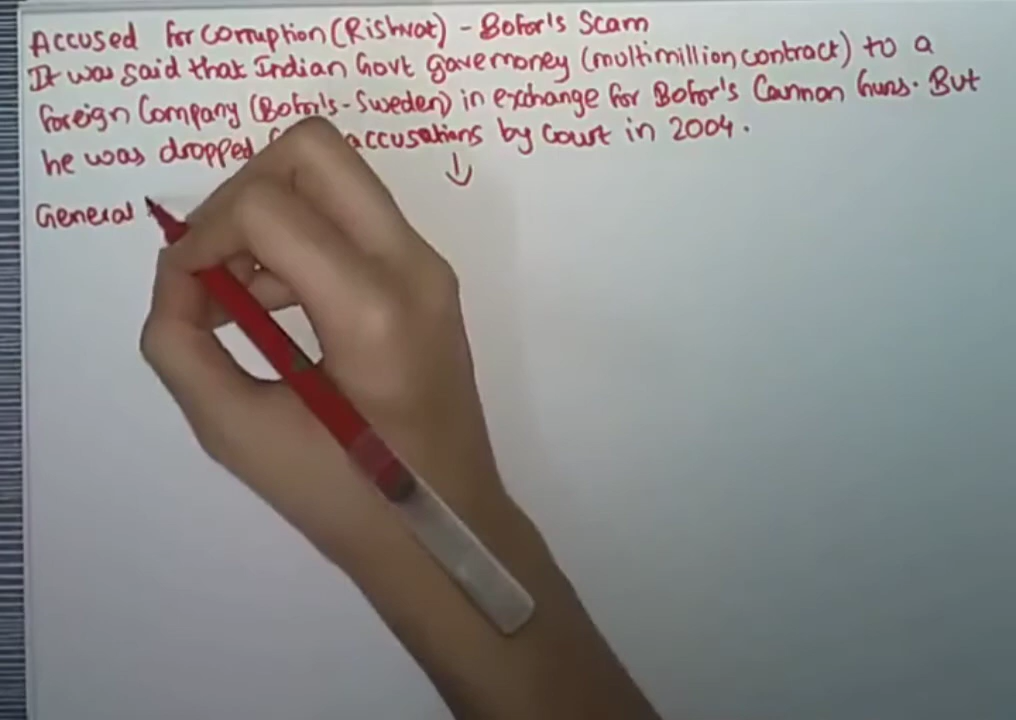 Accused for corruption (Rishwat) - Bofor's Scam
It was said that Indian Govt gave money (multimillion contract) to a
foreign Company (Bofor's - Sweden) in exchange for Bofor's Cannon Guns. But
he was dropped accusations by Court in 2004.
↓
General